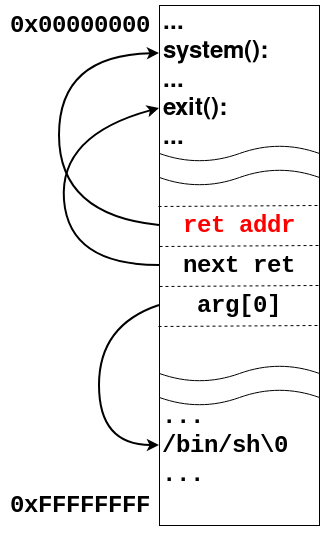 0x00000000
...
system():
...
exit():
...
ret addr
next ret
arg[0]
...
/bin/sh\0
...
0xFFFFFFFF